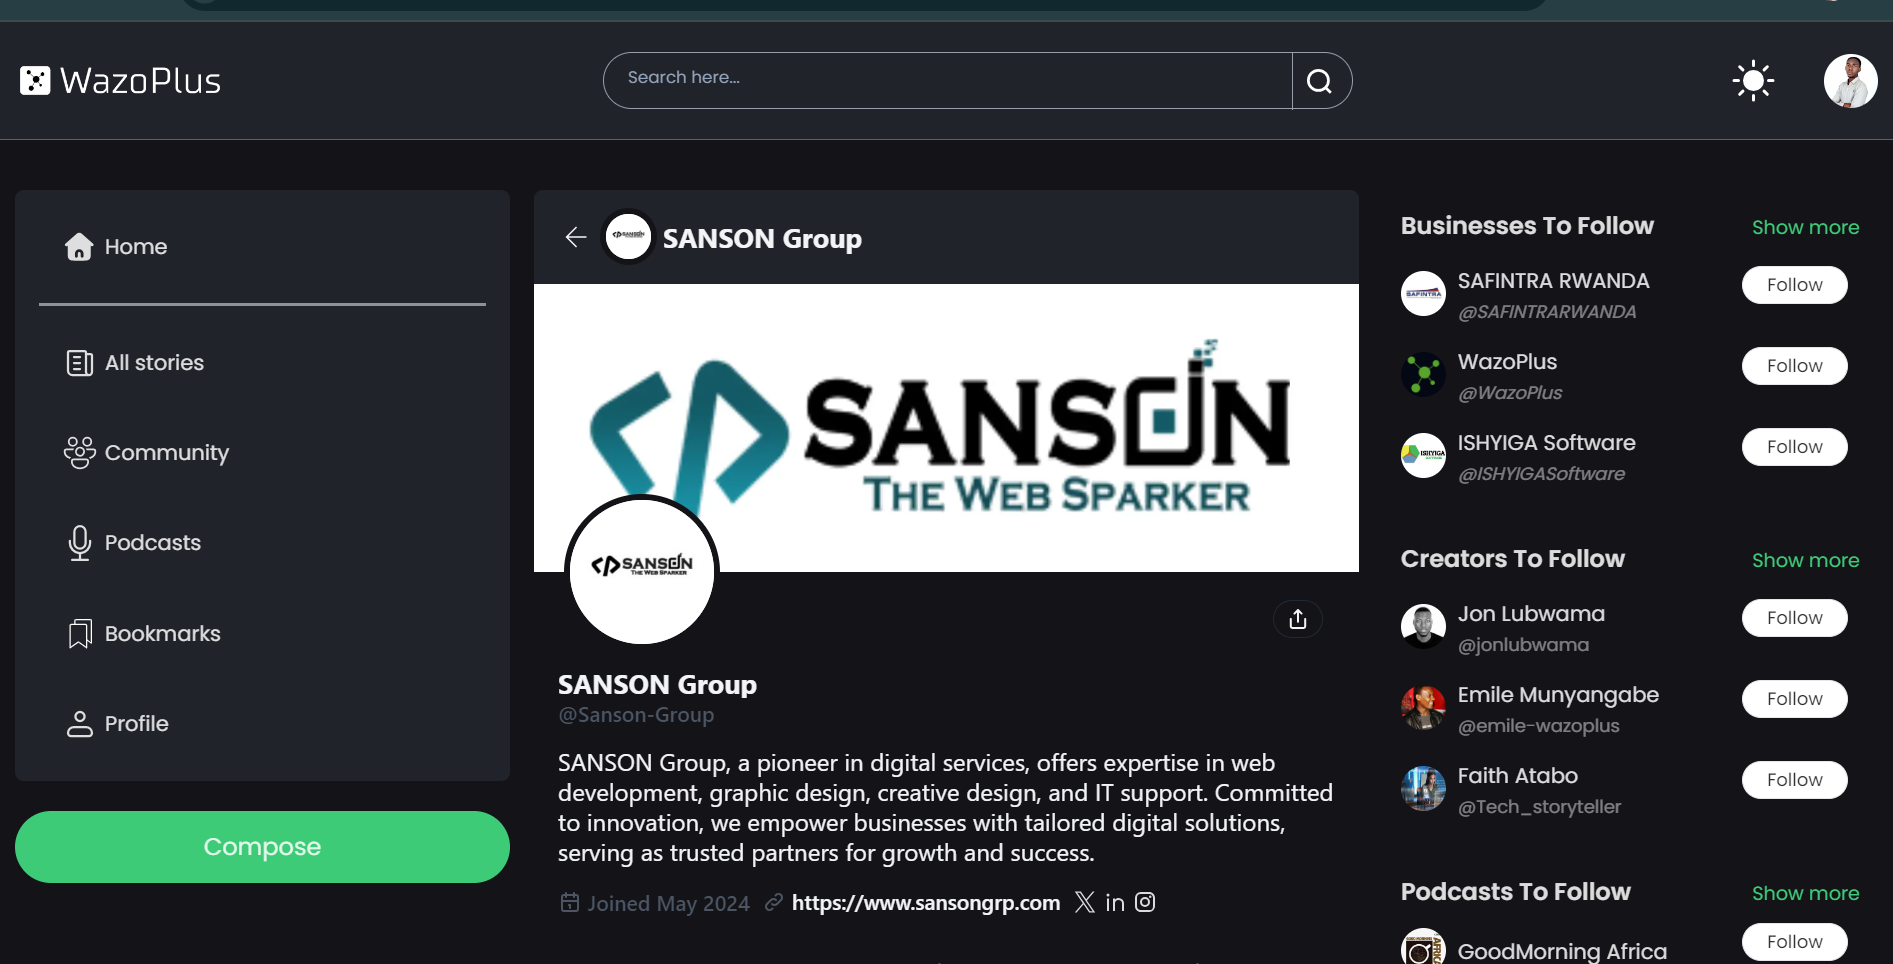 WazoPlus
Search here...
Home
All stories
Community
Podcasts
Bookmarks
Profile
Compose
SANSON Group
SANSON
THE WEB SPARKER
SANSON
THE WEB SPARKER
SANSON Group
@Sanson-Group
SANSON Group, a pioneer in digital services, offers expertise in web
development, graphic design, creative design, and IT support. Committed
to innovation, we empower businesses with tailored digital solutions,
serving as trusted partners for growth and success.
Joined May 2024 https://www.sansongrp.com
Businesses To Follow Show more
SAFINTRA RWANDA Follow
@SAFINTRARWANDA
WazoPlus Follow
@WazoPlus
ISHYIGA Software Follow
@ISHYIGASoftware
Creators To Follow Show more
Jon Lubwama Follow
@jonlubwama
Emile Munyangabe Follow
@emile-wazoplus
Faith Atabo Follow
@Tech_storyteller
Podcasts To Follow Show more
GoodMorning Africa Follow